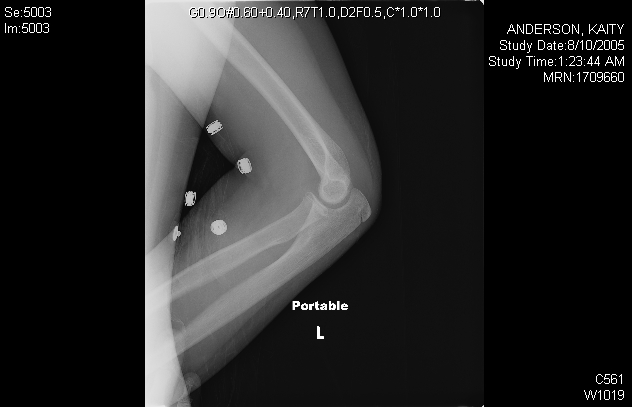 Se:5003
Im:5003
G0.9O#0.60+0.40,R7T1.0,D2F0.5,C*1.0*1.0
ANDERSON, KAITY
Study Date:8/10/2005
Study Time:1:23:44 AM
MRN:1709660
Portable
L
C561
W1019